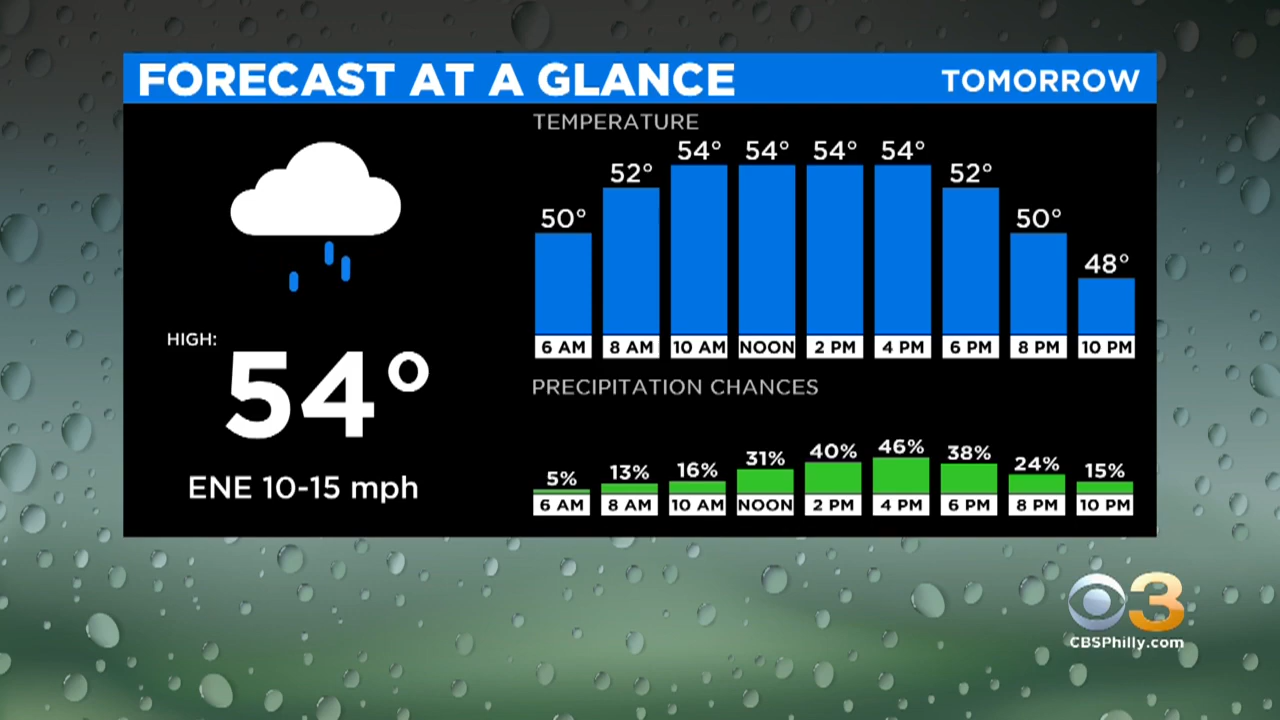 FORECAST AT A GLANCE
TOMORROW
HIGH:
54°
ENE 10-15 mph
TEMPERATURE
50° 52° 54° 54° 54° 54° 52° 50° 48°
6 AM 8 AM 10 AM NOON 2 PM 4 PM 6 PM 8 PM 10 PM
PRECIPITATION CHANCES
5% 13% 16% 31% 40% 46% 38% 24% 15%
6 AM 8 AM 10 AM NOON 2 PM 4 PM 6 PM 8 PM 10 PM
3
CBSPhilly.com